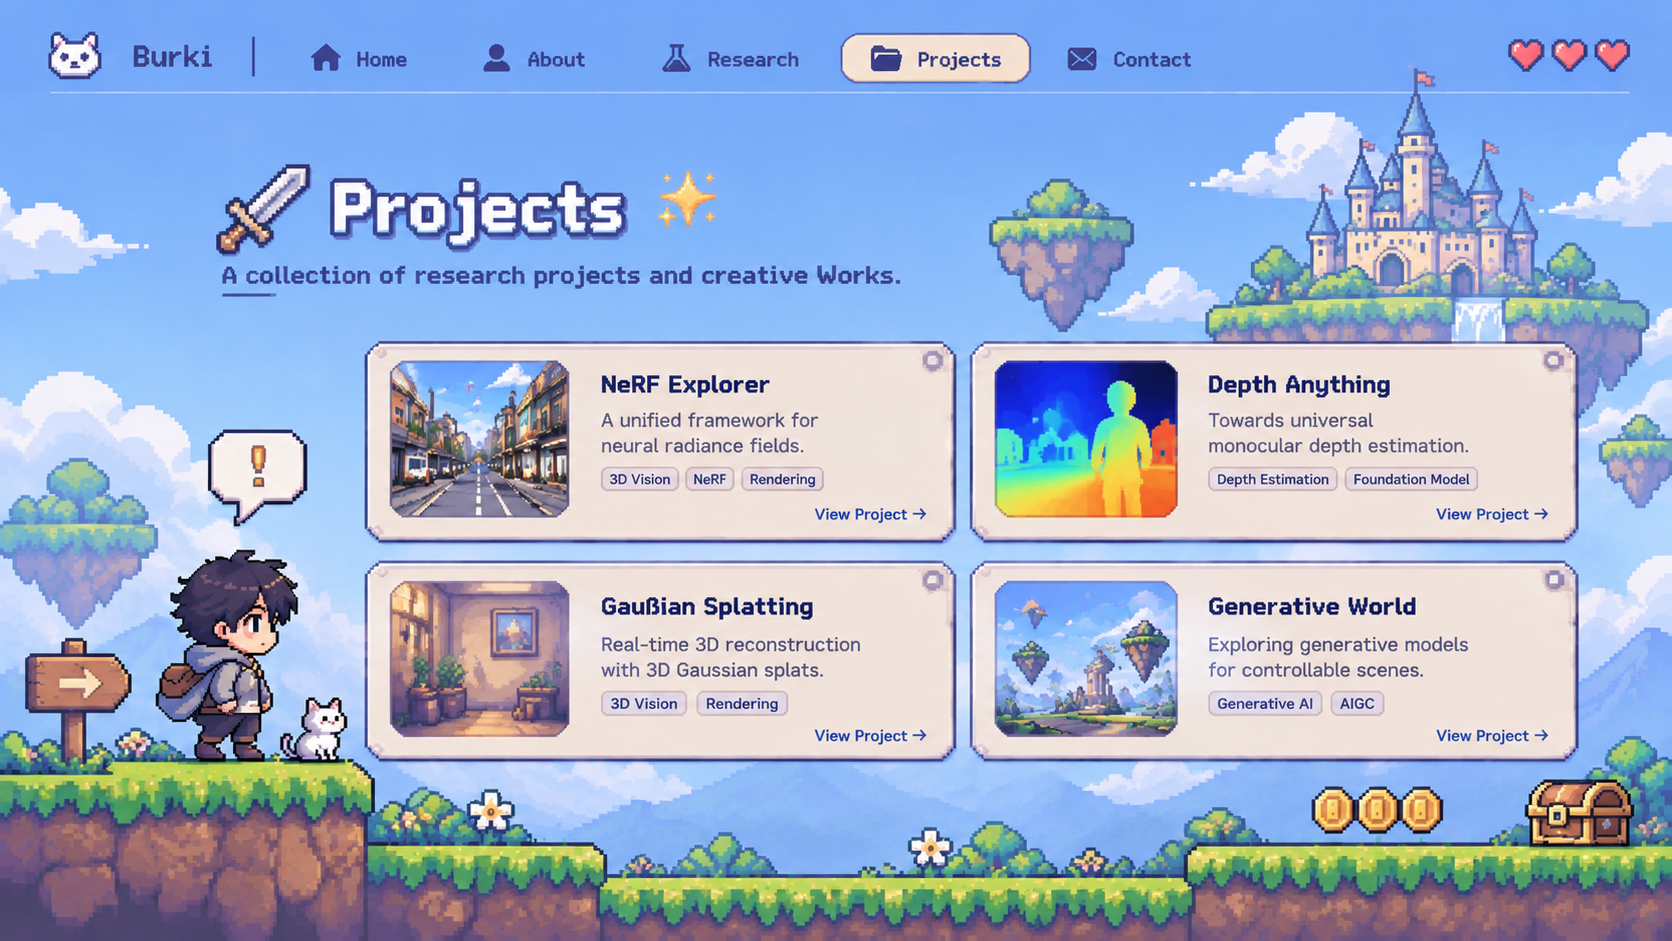 Burki
Home
About
Research
Projects
Contact
Projects
A collection of research projects and creative Works.
!
NeRF Explorer
A unified framework for
neural radiance fields.
3D Vision NeRF Rendering
View Project →
Depth Anything
Towards universal
monocular depth estimation.
Depth Estimation Foundation Model
View Project →
Gaußian Splatting
Real-time 3D reconstruction
with 3D Gaussian splats.
3D Vision Rendering
View Project →
Generative World
Exploring generative models
for controllable scenes.
Generative AI AIGC
View Project →